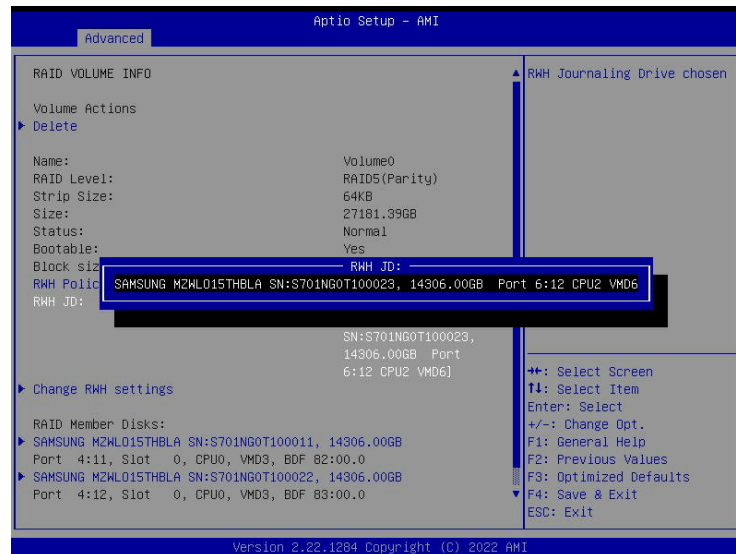 Aptio Setup - AMI
Advanced
RAID VOLUME INFO
Volume Actions
Delete
Name: Volume0
RAID Level: RAID5(Parity)
Strip Size: 64KB
Size: 27181.39GB
Status: Normal
Bootable: Yes
Block siz
RWH Polic
RWH JD:
RWH JD:
SAMSUNG MZWLO15THBLA SN:S701NG0T100023, 14306.00GB Port 6:12 CPU2 VMD6
SN:S701NG0T100023,
14306.00GB Port
6:12 CPU2 VMD6]
Change RWH settings
RAID Member Disks:
SAMSUNG MZWLO15THBLA SN:S701NG0T100011, 14306.00GB
Port 4:11, Slot 0, CPU0, VMD3, BDF 82:00.0
SAMSUNG MZWLO15THBLA SN:S701NG0T100022, 14306.00GB
Port 4:12, Slot 0, CPU0, VMD3, BDF 83:00.0
RWH Journaling Drive chosen
→←: Select Screen
↑↓: Select Item
Enter: Select
+/-: Change Opt.
F1: General Help
F2: Previous Values
F3: Optimized Defaults
F4: Save & Exit
ESC: Exit
Version 2.22.1284 Copyright (C) 2022 AMI